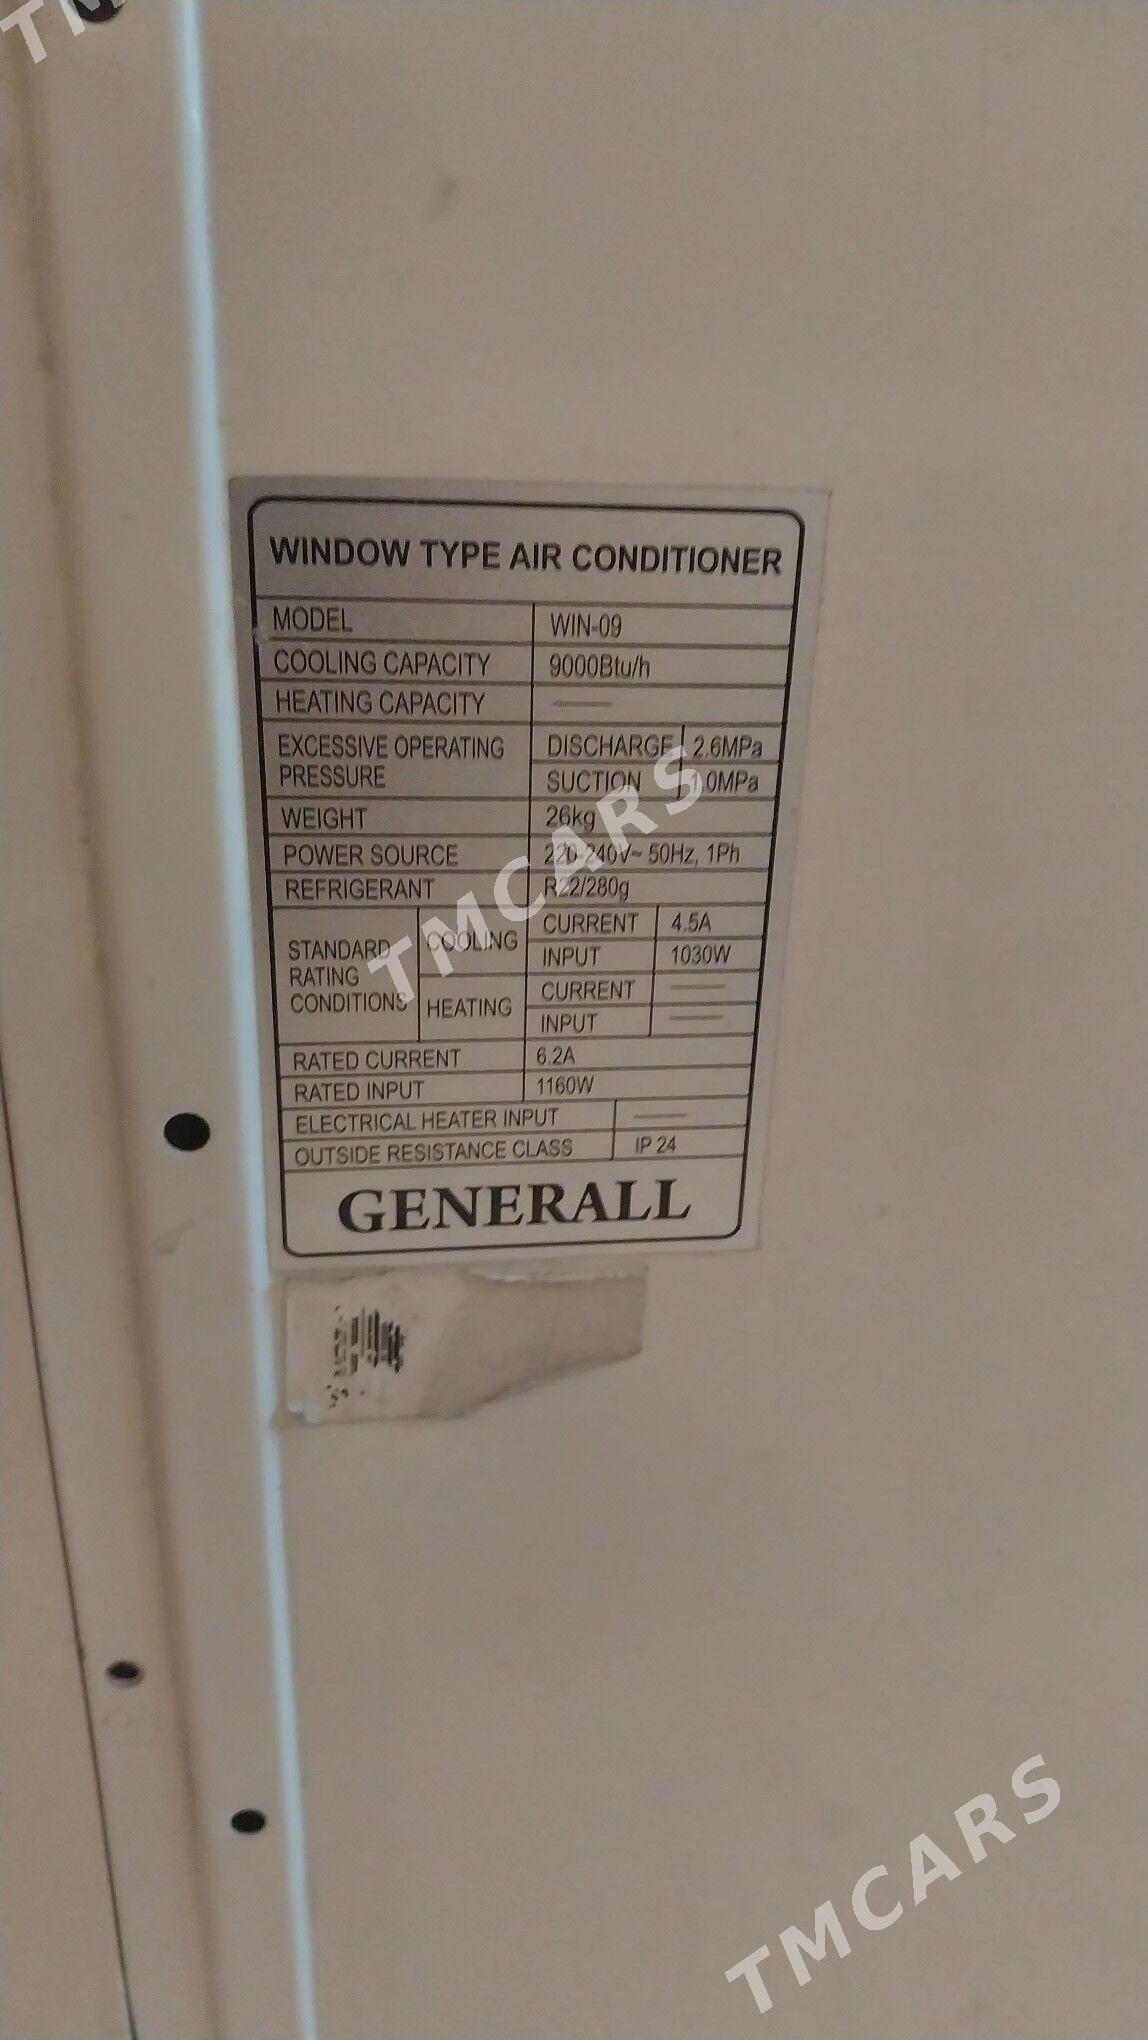 WINDOW TYPE AIR CONDITIONER
MODEL WIN-09
COOLING CAPACITY 9000Btu/h
HEATING CAPACITY —
EXCESSIVE OPERATING PRESSURE DISCHARGE 2.6MPa
SUCTION 1.0MPa
WEIGHT 26kg
POWER SOURCE 220-240V~ 50Hz, 1Ph
REFRIGERANT R22/280g
STANDARD RATING CONDITIONS COOLING CURRENT 4.5A
INPUT 1030W
HEATING CURRENT —
INPUT —
RATED CURRENT 6.2A
RATED INPUT 1160W
ELECTRICAL HEATER INPUT —
OUTSIDE RESISTANCE CLASS IP 24
GENERALL
TMCARS
TMCARS